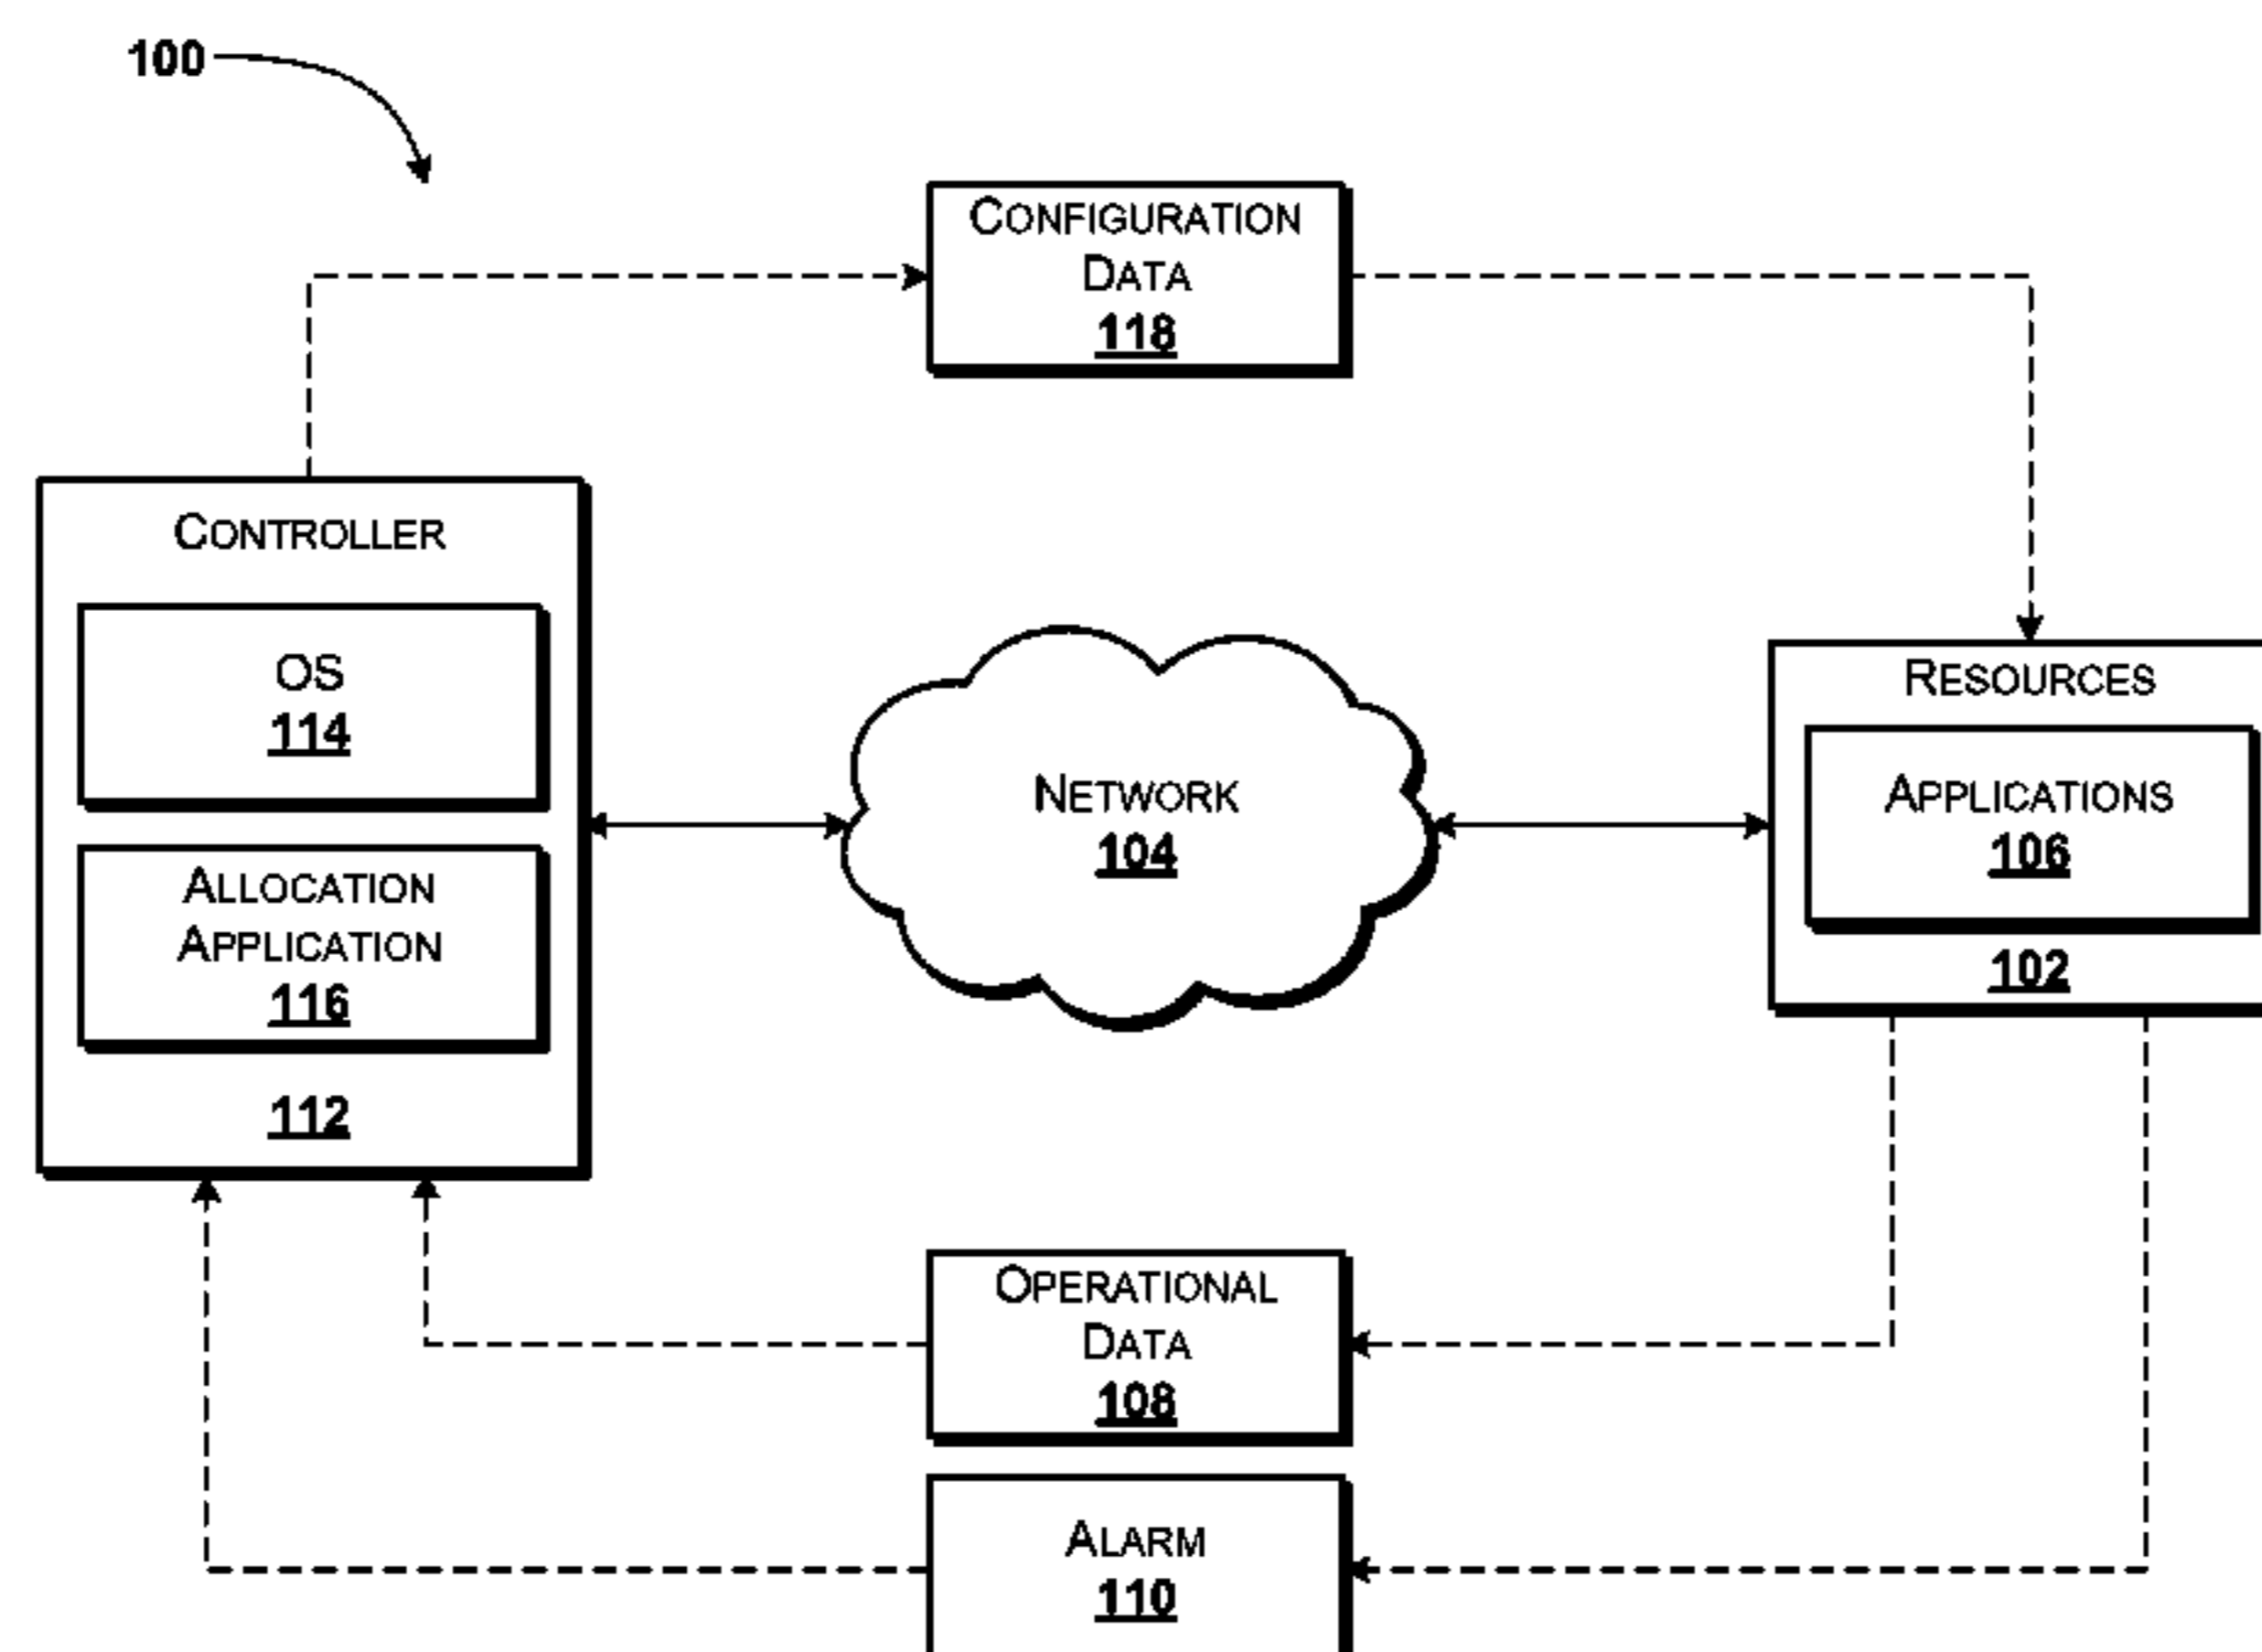 100
CONFIGURATION
DATA
118
CONTROLLER
OS
114
ALLOCATION
APPLICATION
116
112
NETWORK
104
RESOURCES
APPLICATIONS
106
102
OPERATIONAL
DATA
108
ALARM
110